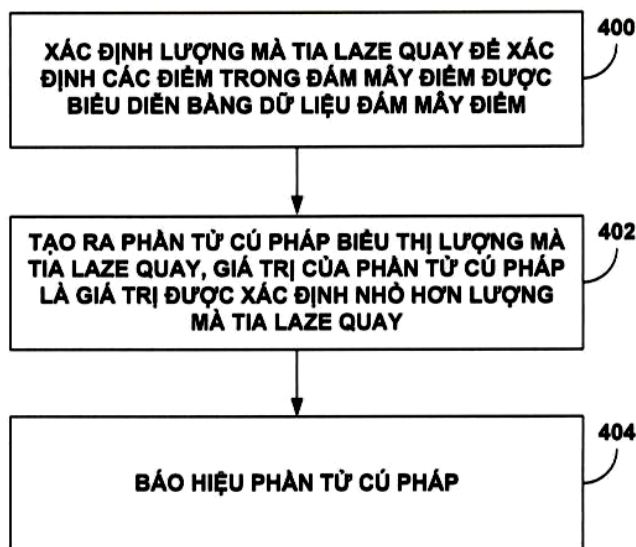 400
XÁC ĐỊNH LƯỢNG MÀ TIA LAZE QUAY ĐỂ XÁC
ĐỊNH CÁC ĐIỂM TRONG ĐÁM MÂY ĐIỂM ĐƯỢC
BIỂU DIỄN BẰNG DỮ LIỆU ĐÁM MÂY ĐIỂM
402
TẠO RA PHẦN TỬ CÚ PHÁP BIỂU THỊ LƯỢNG MÀ
TIA LAZE QUAY, GIÁ TRỊ CỦA PHẦN TỬ CÚ PHÁP
LÀ GIÁ TRỊ ĐƯỢC XÁC ĐỊNH NHỎ HƠN LƯỢNG
MÀ TIA LAZE QUAY
404
BÁO HIỆU PHẦN TỬ CÚ PHÁP